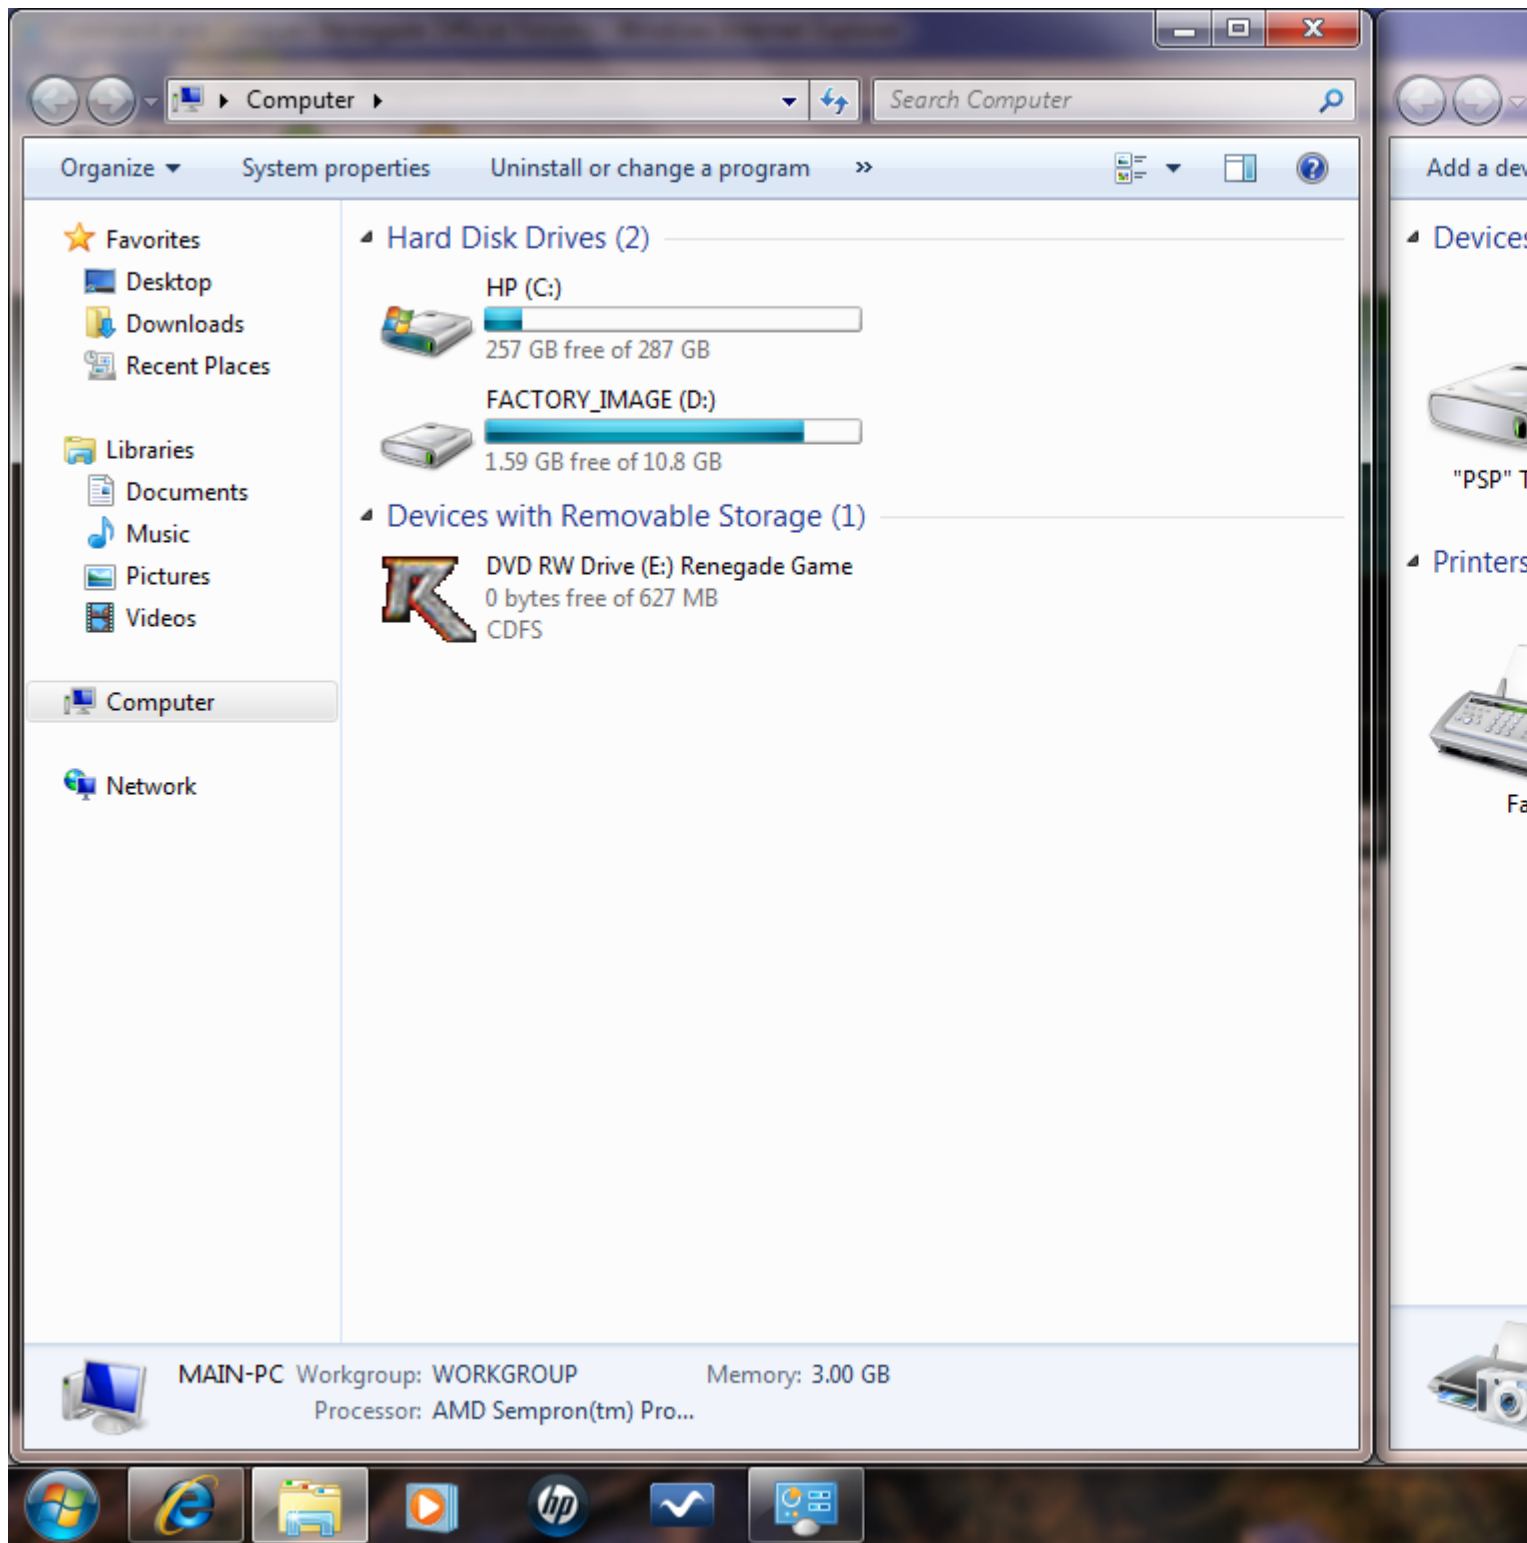 Computer
Search Computer
Organize
System properties
Uninstall or change a program
»
Favorites
Desktop
Downloads
Recent Places
Libraries
Documents
Music
Pictures
Videos
Computer
Network
Hard Disk Drives (2)
HP (C:)
257 GB free of 287 GB
FACTORY_IMAGE (D:)
1.59 GB free of 10.8 GB
Devices with Removable Storage (1)
DVD RW Drive (E:) Renegade Game
0 bytes free of 627 MB
CDFS
MAIN-PC Workgroup: WORKGROUP Memory: 3.00 GB
Processor: AMD Sempron(tm) Pro...
Add a dev
Devices
"PSP" T
Printers
Fa
hp